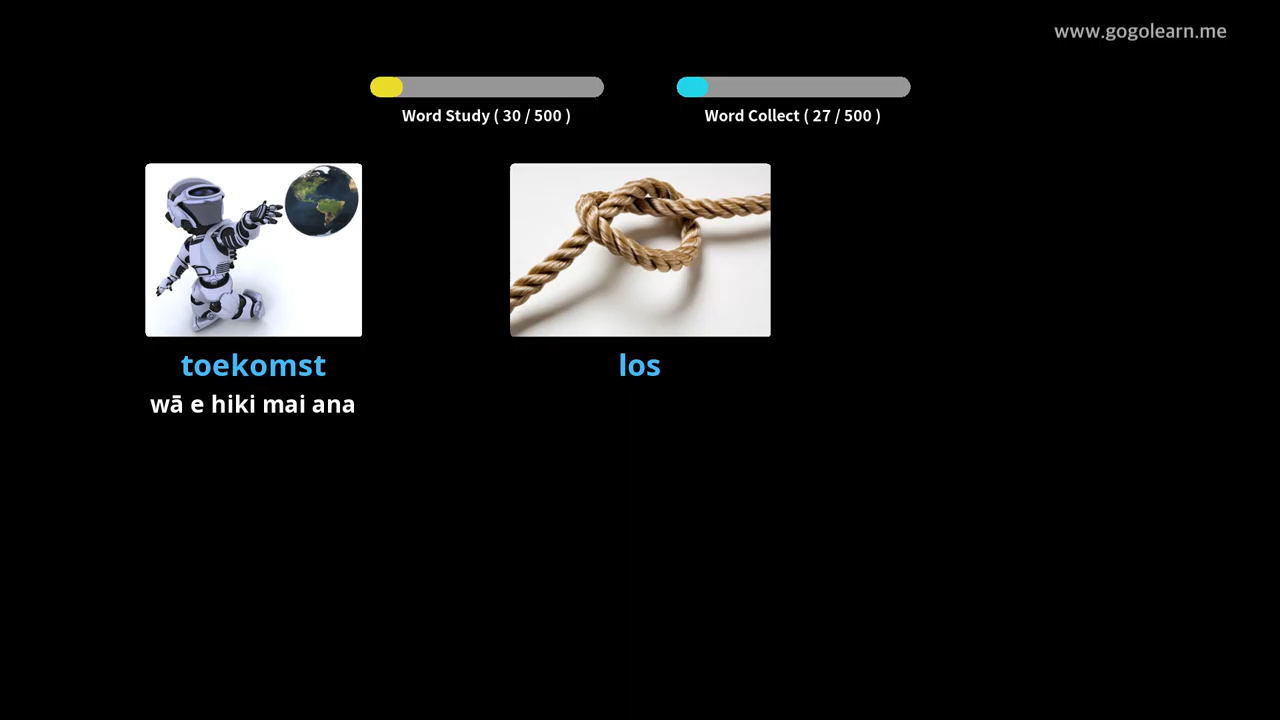 www.gogolearn.me
Word Study ( 30 / 500 )
Word Collect ( 27 / 500 )
toekomst
los
wā e hiki mai ana